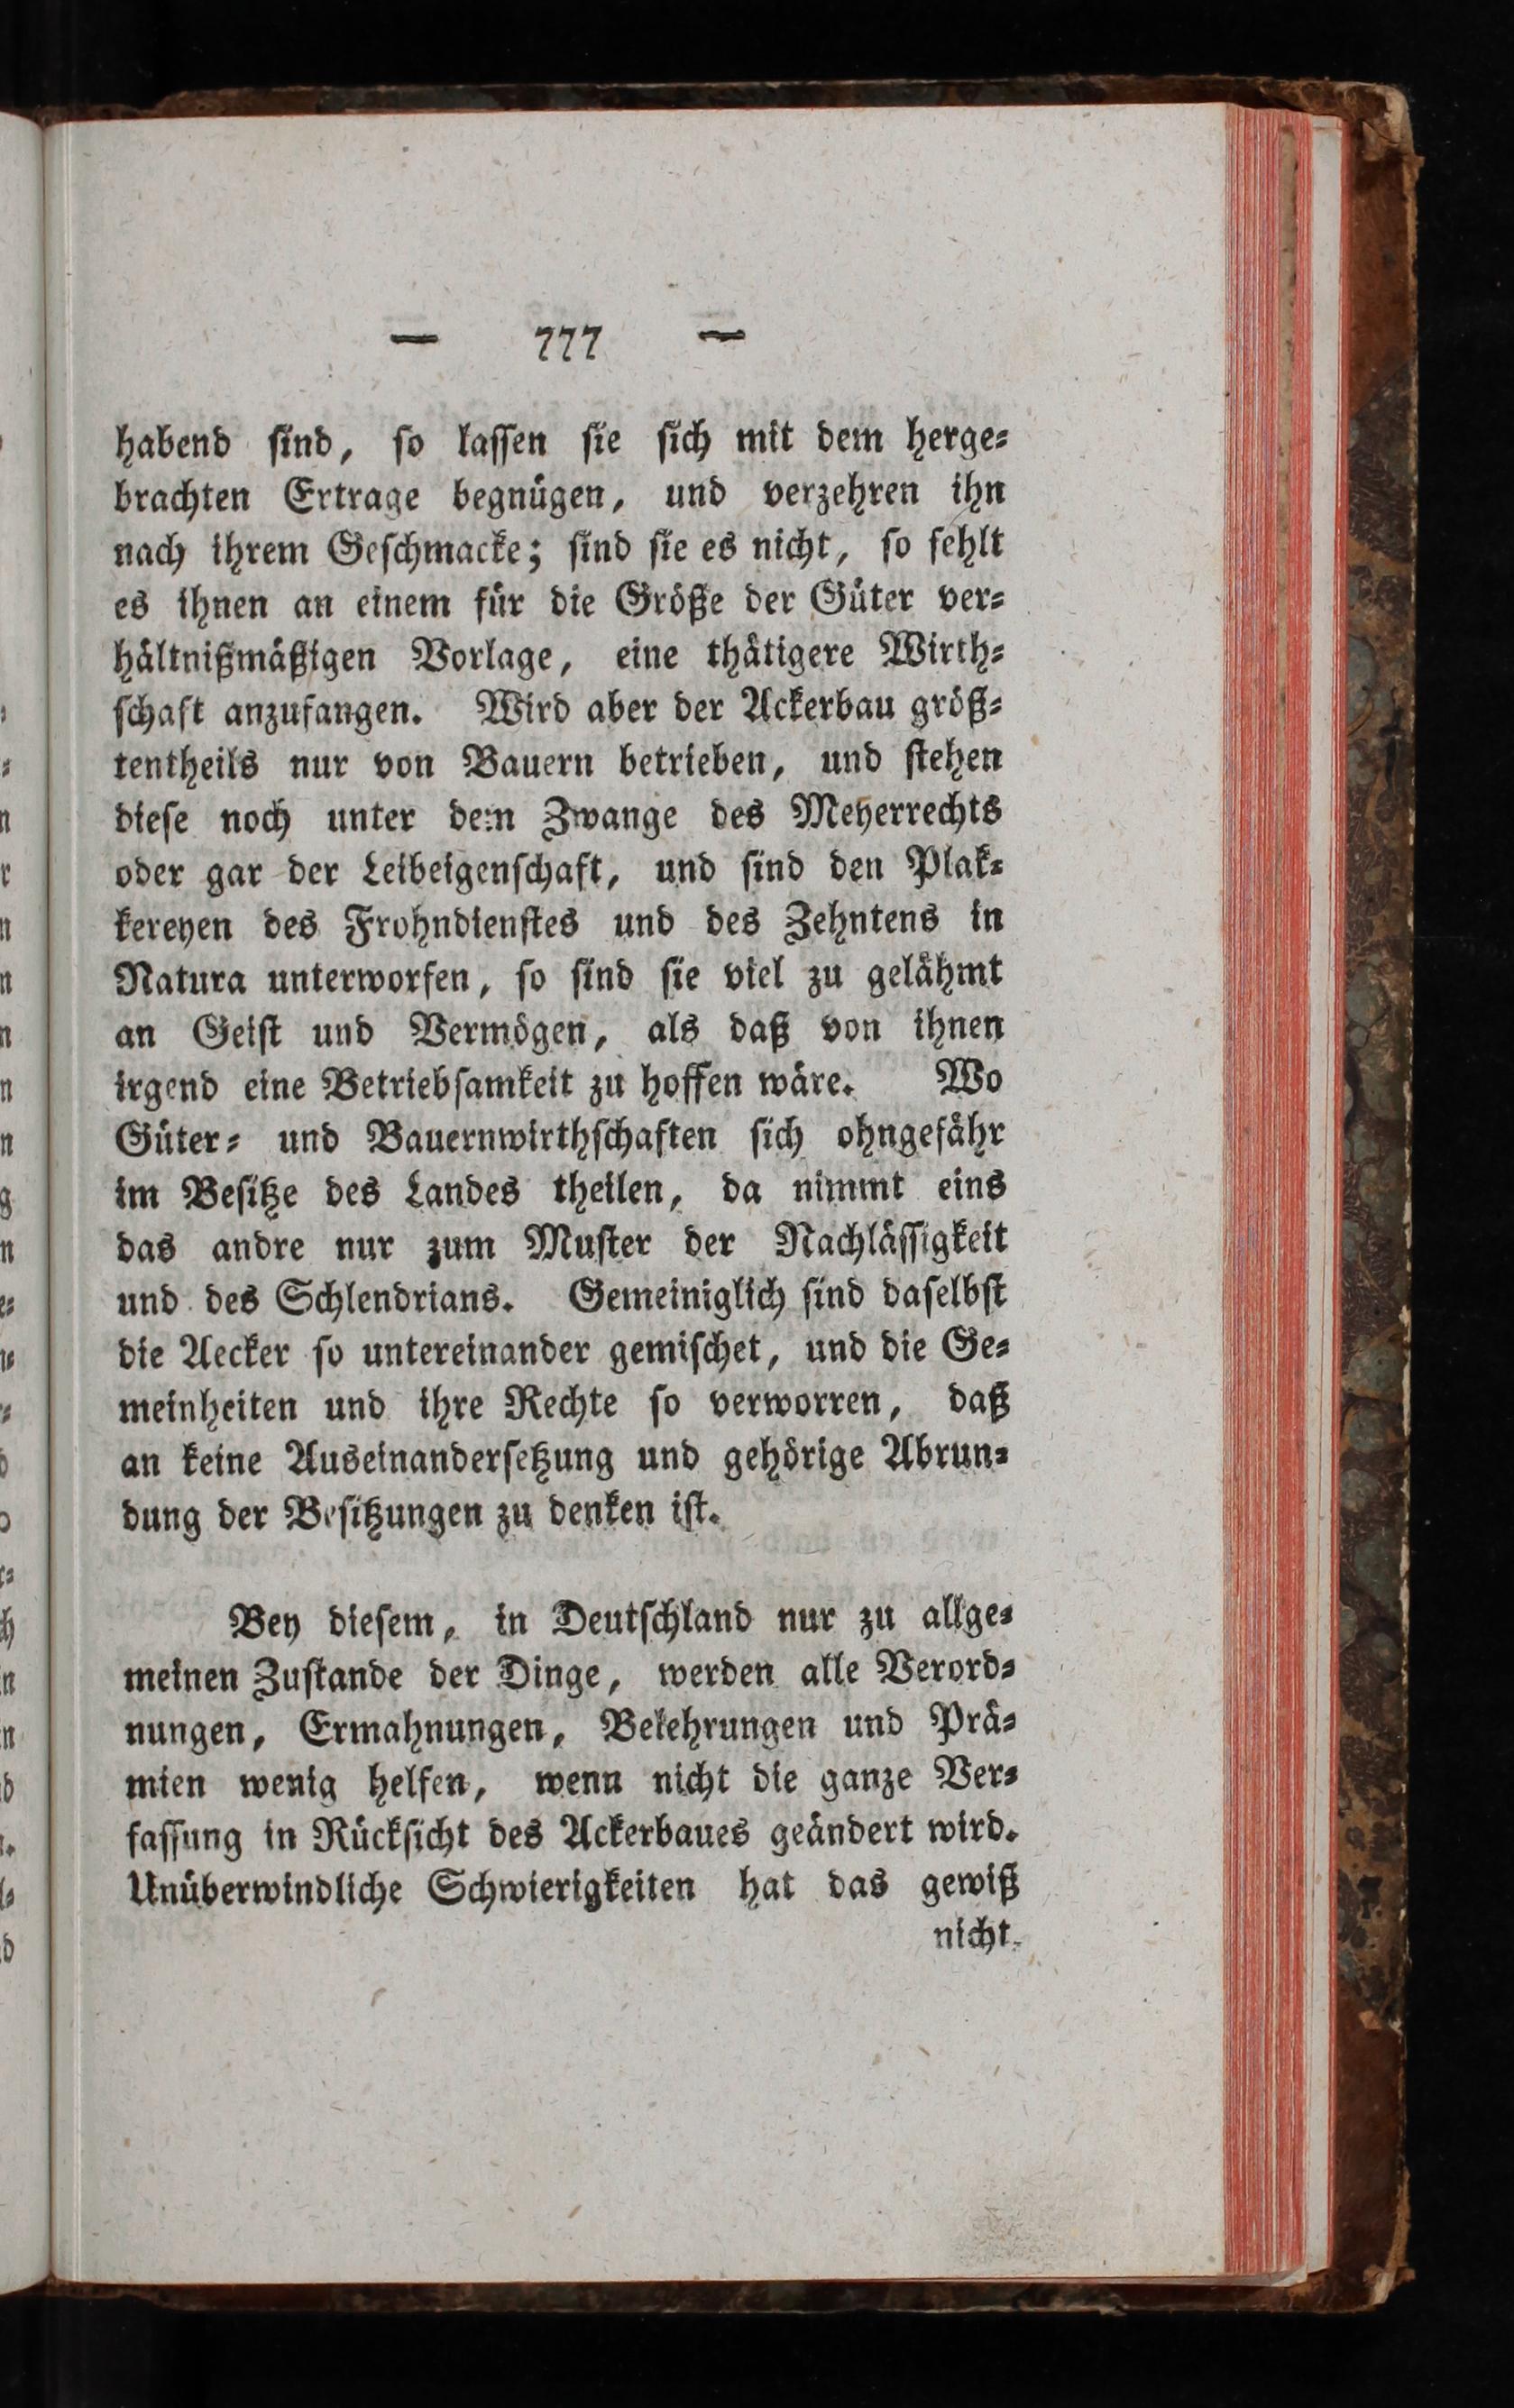 — 777 —
habend ſind, ſo laſſen ſie ſich mit dem herge⸗
brachten Ertrage begnügen, und verzehren ihn
nach ihrem Geſchmacke; ſind ſie es nicht, ſo fehlt
es ihnen an einem für die Größe der Güter ver⸗
hältnißmäßigen Vorlage, eine thätigere Wirth⸗
ſchaft anzufangen. Wird aber der Ackerbau größ⸗
tentheils nur von Bauern betrieben, und ſtehen
dieſe noch unter dem Zwange des Meyerrechts
oder gar der Leibeigenſchaft, und ſind den Plak⸗
kereyen des Frohndienſtes und des Zehntens in
Natura unterworfen, ſo ſind ſie viel zu gelähmt
an Geiſt und Vermögen, als daß von ihnen
irgend eine Betriebſamkeit zu hoffen wäre. Wo
Güter⸗ und Bauernwirthſchaften ſich ohngefähr
im Beſitze des Landes theilen, da nimmt eins
das andre nur zum Muſter der Nachläſſigkeit
und des Schlendrians. Gemeiniglich ſind daſelbſt
die Aecker ſo untereinander gemiſchet, und die Ge⸗
meinheiten und ihre Rechte ſo verworren, daß
an keine Auseinanderſetzung und gehörige Abrun⸗
dung der Beſitzungen zu denken iſt.
Bey dieſem, in Deutſchland nur zu allge⸗
meinen Zuſtande der Dinge, werden alle Verord⸗
nungen, Ermahnungen, Belehrungen und Prä⸗
mien wenig helfen, wenn nicht die ganze Ver⸗
faſſung in Rückſicht des Ackerbaues geändert wird.
Unüberwindliche Schwierigkeiten hat das gewiß
nicht.